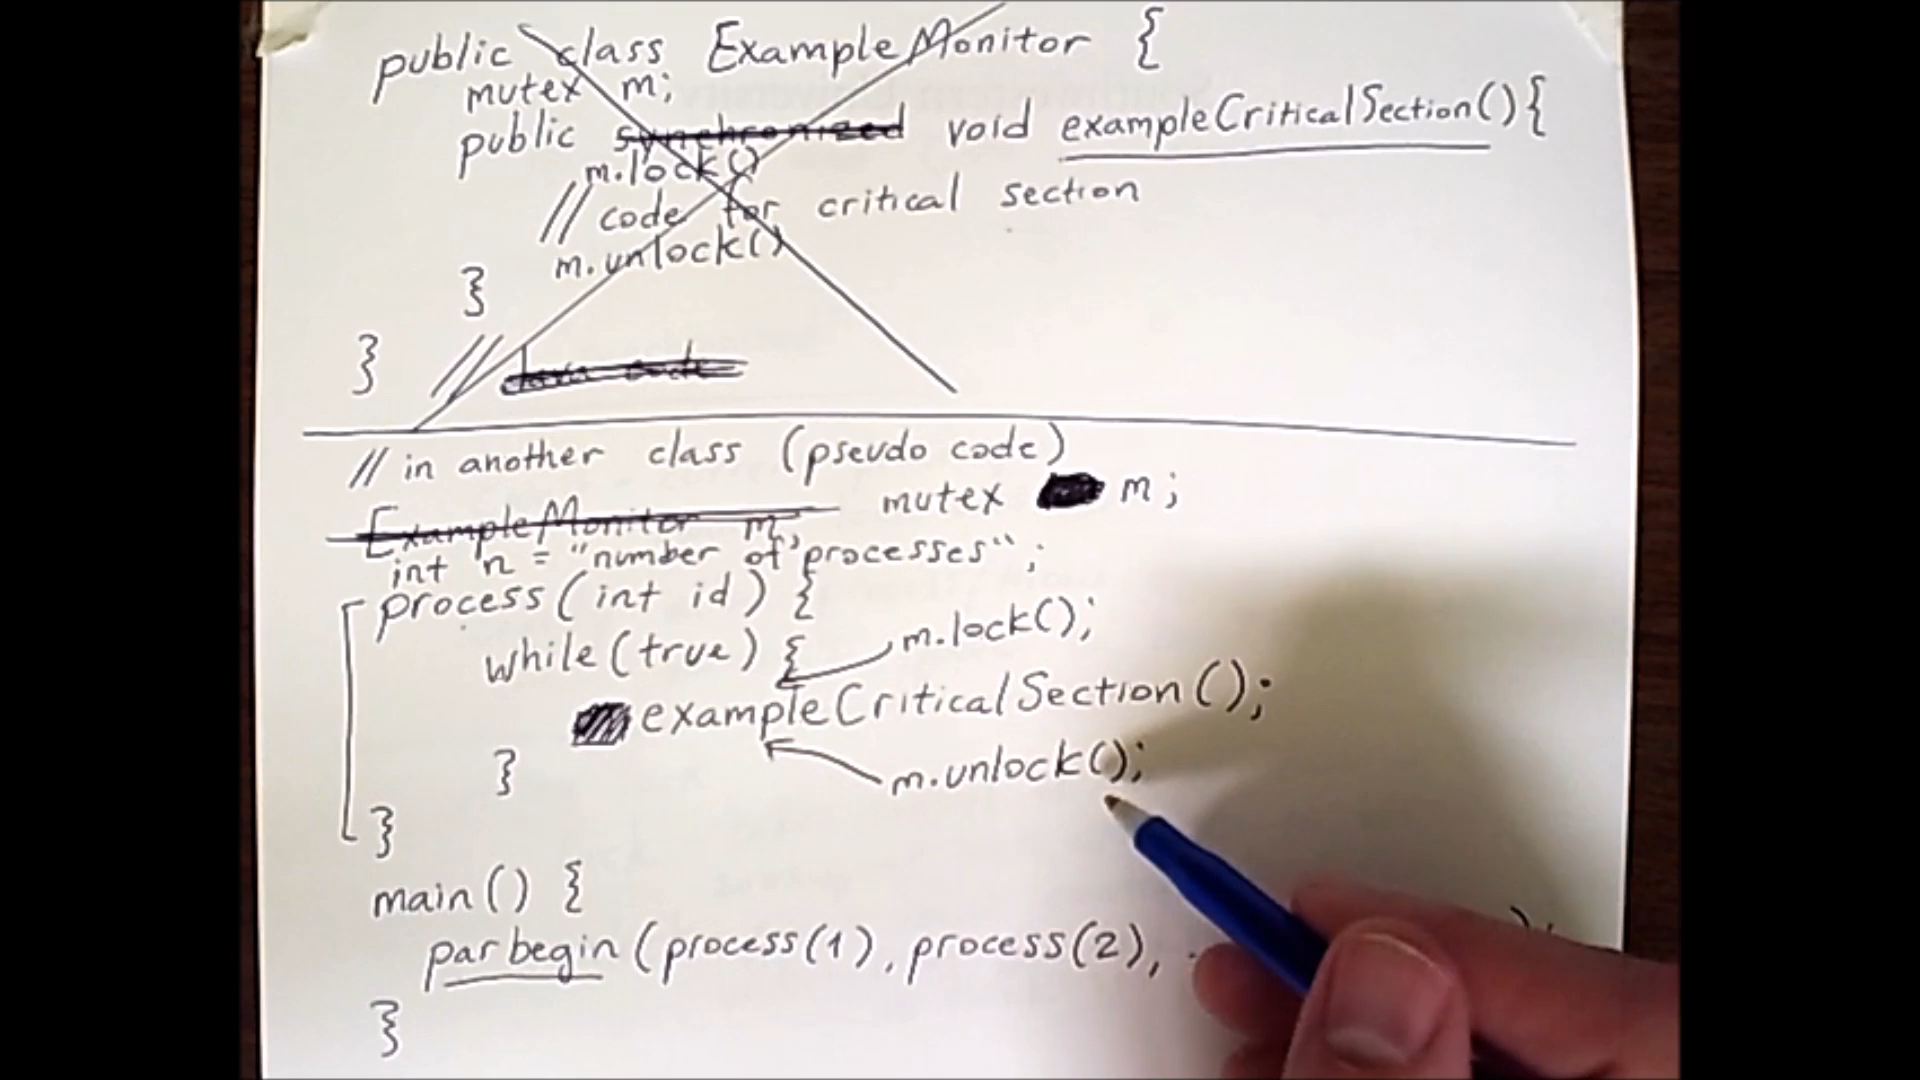 public class ExampleMonitor {
mutex m;
public synchronized void exampleCriticalSection(){
m.lock()
// code for critical section
m.unlock()
}
} //
// in another class (pseudo code)
ExampleMonitor m; mutex m;
int n = "number of processes";
process(int id) {
while(true) { m.lock();
exampleCriticalSection();
} m.unlock();
}
main() {
parbegin (process(1), process(2), .
}